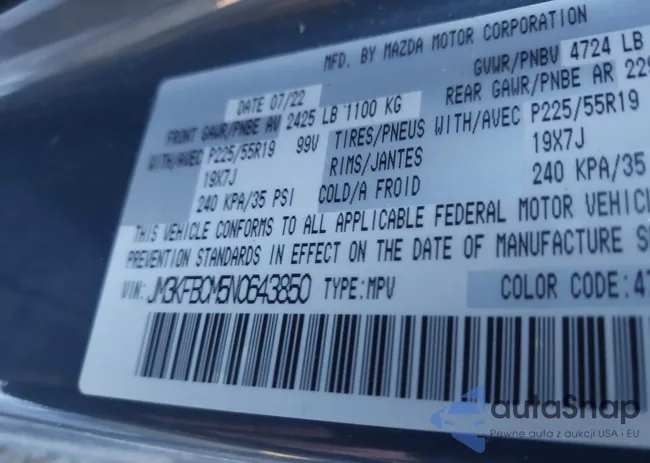 MFD. BY MAZDA MOTOR CORPORATION
DATE 07/22 GVWR/PNBV 4724 LB
FRONT GAWR/PNBE AV 2425 LB 1100 KG REAR GAWR/PNBE AR 229
WITH/AVEC P225/55R19 99V TIRES/PNEUS WITH/AVEC P225/55R19
19X7J RIMS/JANTES 19X7J
240 KPA/35 PSI COLD/A FROID 240 KPA/35
THIS VEHICLE CONFORMS TO ALL APPLICABLE FEDERAL MOTOR VEHICL
PREVENTION STANDARDS IN EFFECT ON THE DATE OF MANUFACTURE S
VIN: JM3KFBCM5N0643850 TYPE:MPV COLOR CODE:47
autaSnap
Pewne auta z aukcji USA i EU